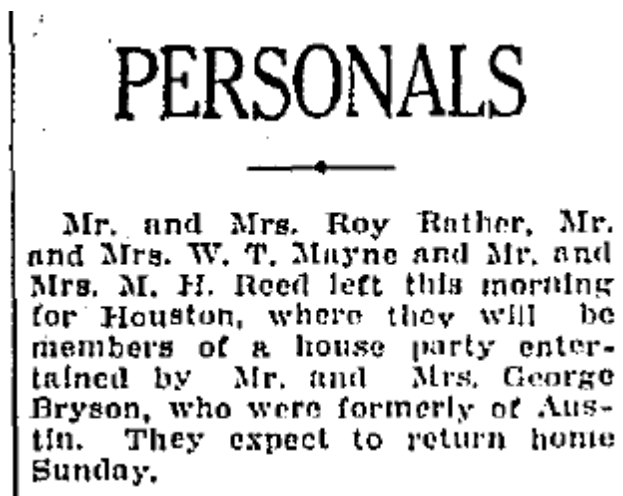 PERSONALS
Mr. and Mrs. Roy Rather, Mr.
and Mrs. W. T. Mayne and Mr. and
Mrs. M. H. Reed left this morning
for Houston, where they will be
members of a house party enter-
tained by Mr. and Mrs. George
Bryson, who were formerly of Aus-
tin. They expect to return home
Sunday.